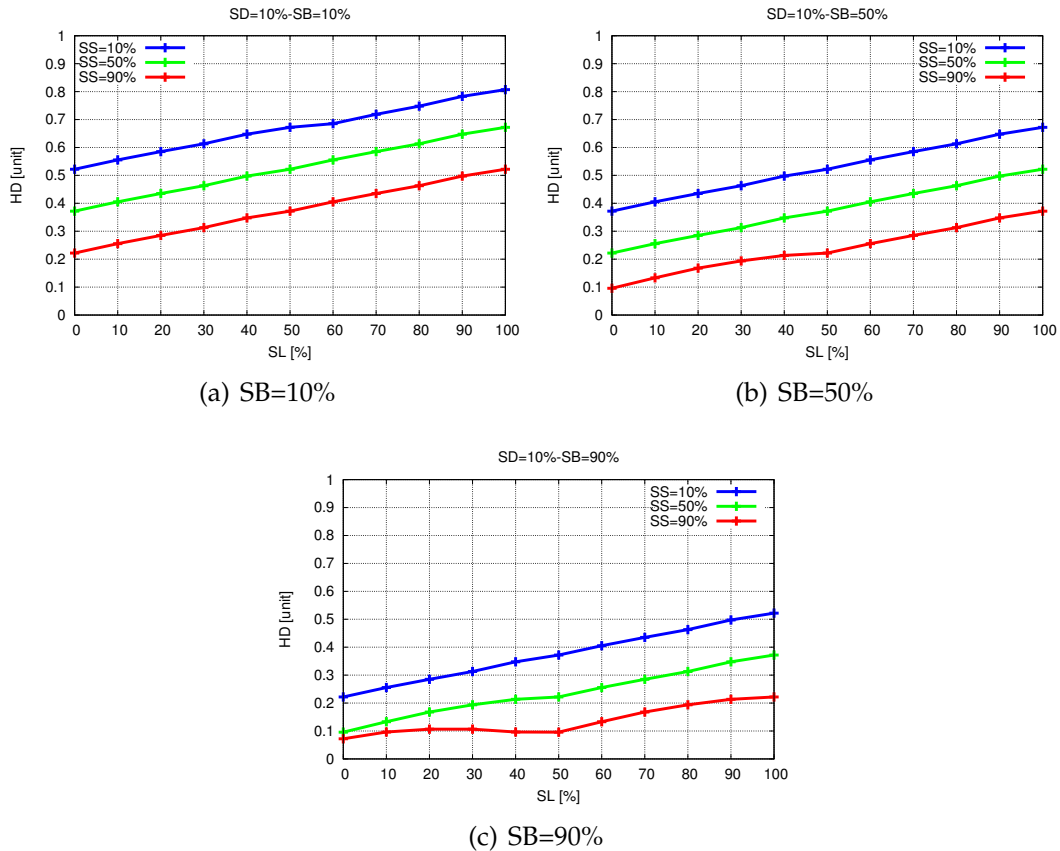 SD=10%-SB=10%
1
0.9
0.8
0.7
0.6
0.5
0.4
0.3
0.2
0.1
0
HD [unit]
SS=10%
SS=50%
SS=90%
0 10 20 30 40 50 60 70 80 90 100
SL [%]
(a) SB=10%
SD=10%-SB=50%
1
0.9
0.8
0.7
0.6
0.5
0.4
0.3
0.2
0.1
0
HD [unit]
SS=10%
SS=50%
SS=90%
0 10 20 30 40 50 60 70 80 90 100
SL [%]
(b) SB=50%
SD=10%-SB=90%
1
0.9
0.8
0.7
0.6
0.5
0.4
0.3
0.2
0.1
0
HD [unit]
SS=10%
SS=50%
SS=90%
0 10 20 30 40 50 60 70 80 90 100
SL [%]
(c) SB=90%